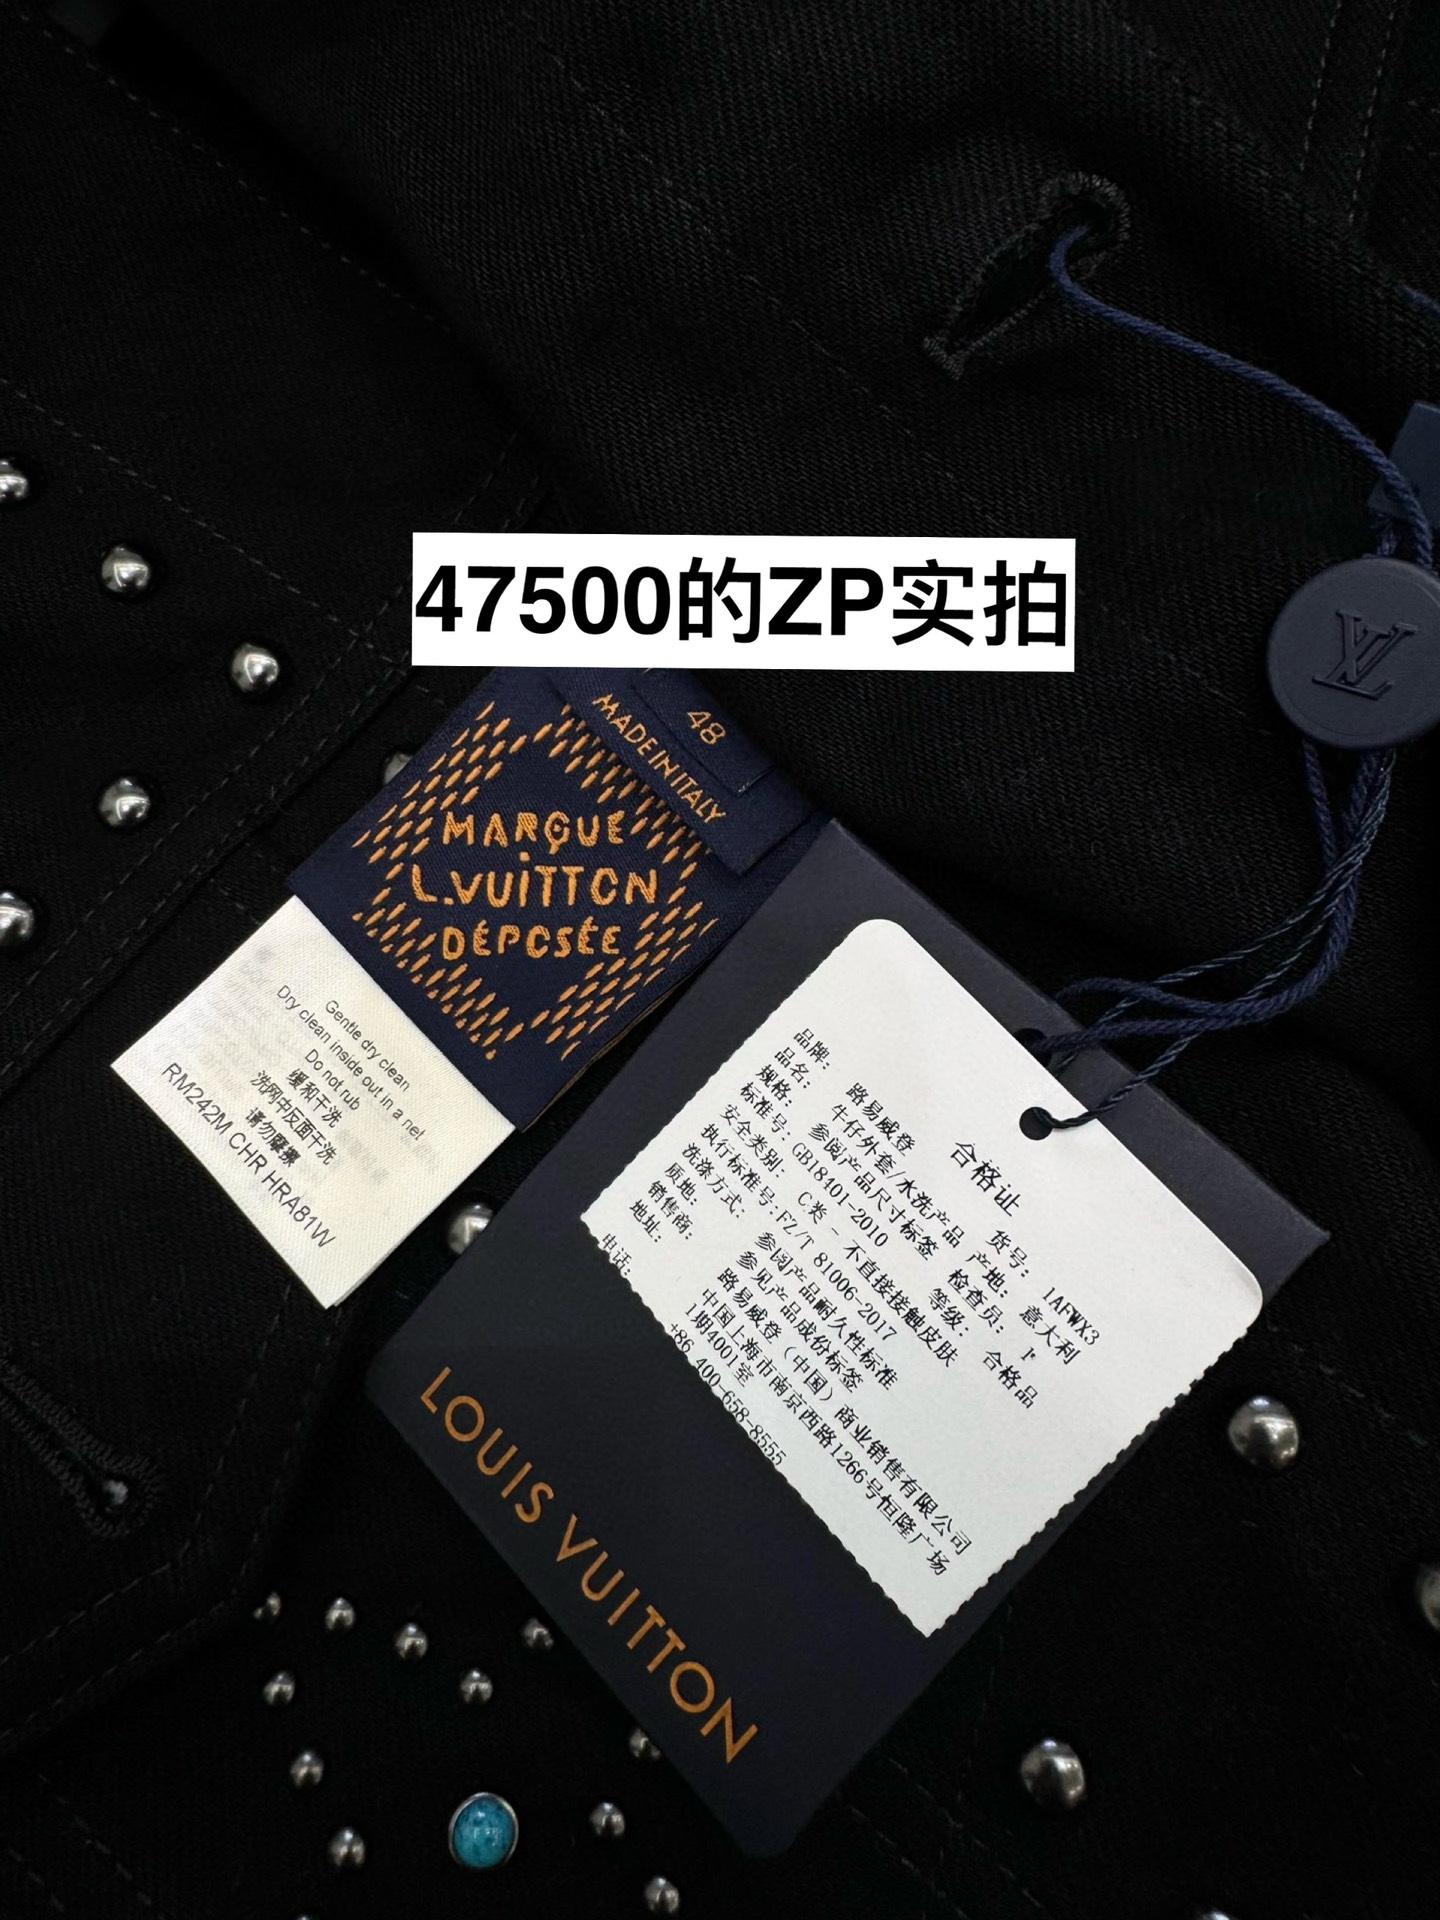 47500的ZP实拍
48
MADE IN ITALY
MARQUE
L.VUITTON
DÉPOSÉE
Gentle dry clean
Dry clean inside out in a net
Do not rub
缓和干洗
洗网中反面干洗
请勿摩擦
RM242M CHR HRA81W
LV
合格证
品牌: 路易威登
品名: 牛仔外套/水洗产品 货号: 1AFWX3
规格: 参阅产品尺寸标签 产地: 意大利
标准号: GB18401-2010 检查员: 1*
安全类别: C类 - 不直接接触皮肤 等级: 合格品
执行标准号:FZ/T 81006-2017
洗涤方式: 参阅产品耐久性标准
质地: 参见产品成份标签
销售商: 路易威登（中国）商业销售有限公司
地址: 中国上海市南京西路1266号恒隆广场
1期4001室
电话: +86 400-658-8555
LOUIS VUITTON